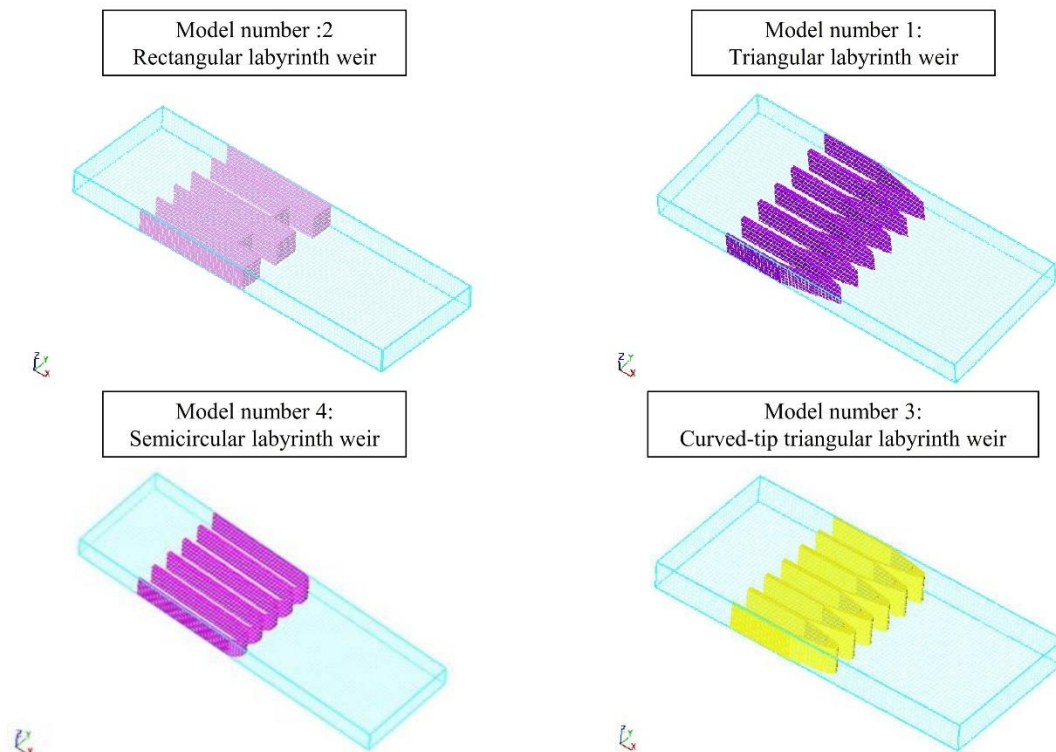 Model number :2
Rectangular labyrinth weir
Model number 1:
Triangular labyrinth weir
Z
Y
X
Z
Y
X
Model number 4:
Semicircular labyrinth weir
Model number 3:
Curved-tip triangular labyrinth weir
Z
Y
X
Z
Y
X